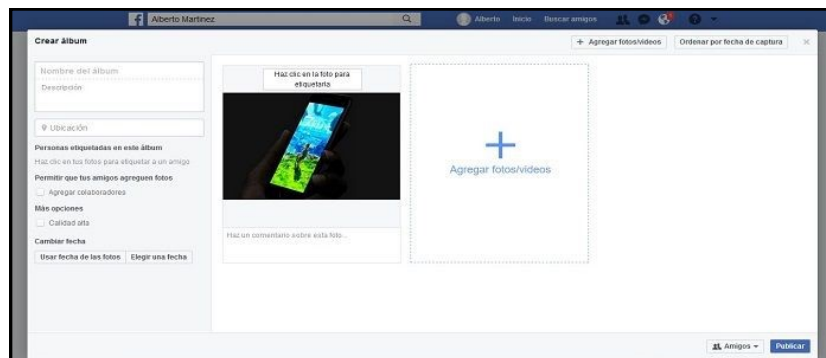 Alberto Martinez
Alberto Inicio Buscar amigos
Crear álbum
+ Agregar fotos/videos
Ordenar por fecha de captura
Nombre del álbum
Descripción
Ubicación
Personas etiquetadas en este álbum
Haz clic en tus fotos para etiquetar a un amigo
Permitir que tus amigos agreguen fotos
Agregar colaboradores
Más opciones
Calidad alta
Cambiar fecha
Usar fecha de las fotos Elegir una fecha
Haz clic en la foto para
etiquetarla
Haz un comentario sobre esta foto...
Agregar fotos/videos
Amigos
Publicar